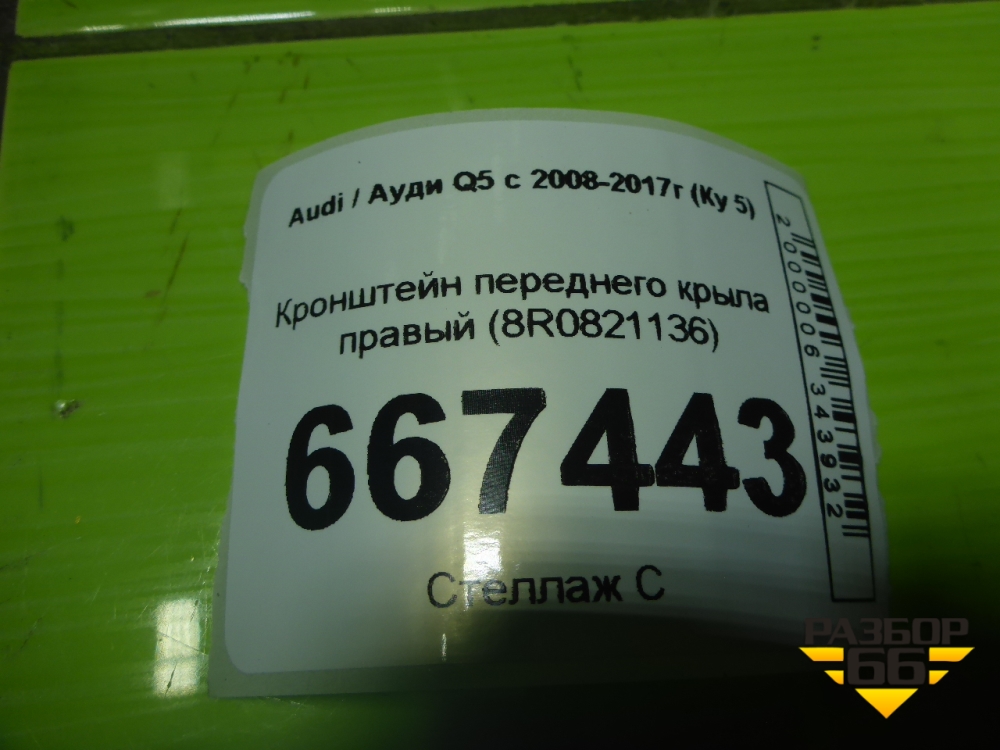 Audi / Ауди Q5 с 2008-2017г (Ку 5)
Кронштейн переднего крыла
правый (8R0821136)
667443
Стеллаж С
2000006343932
РАЗБОР
66